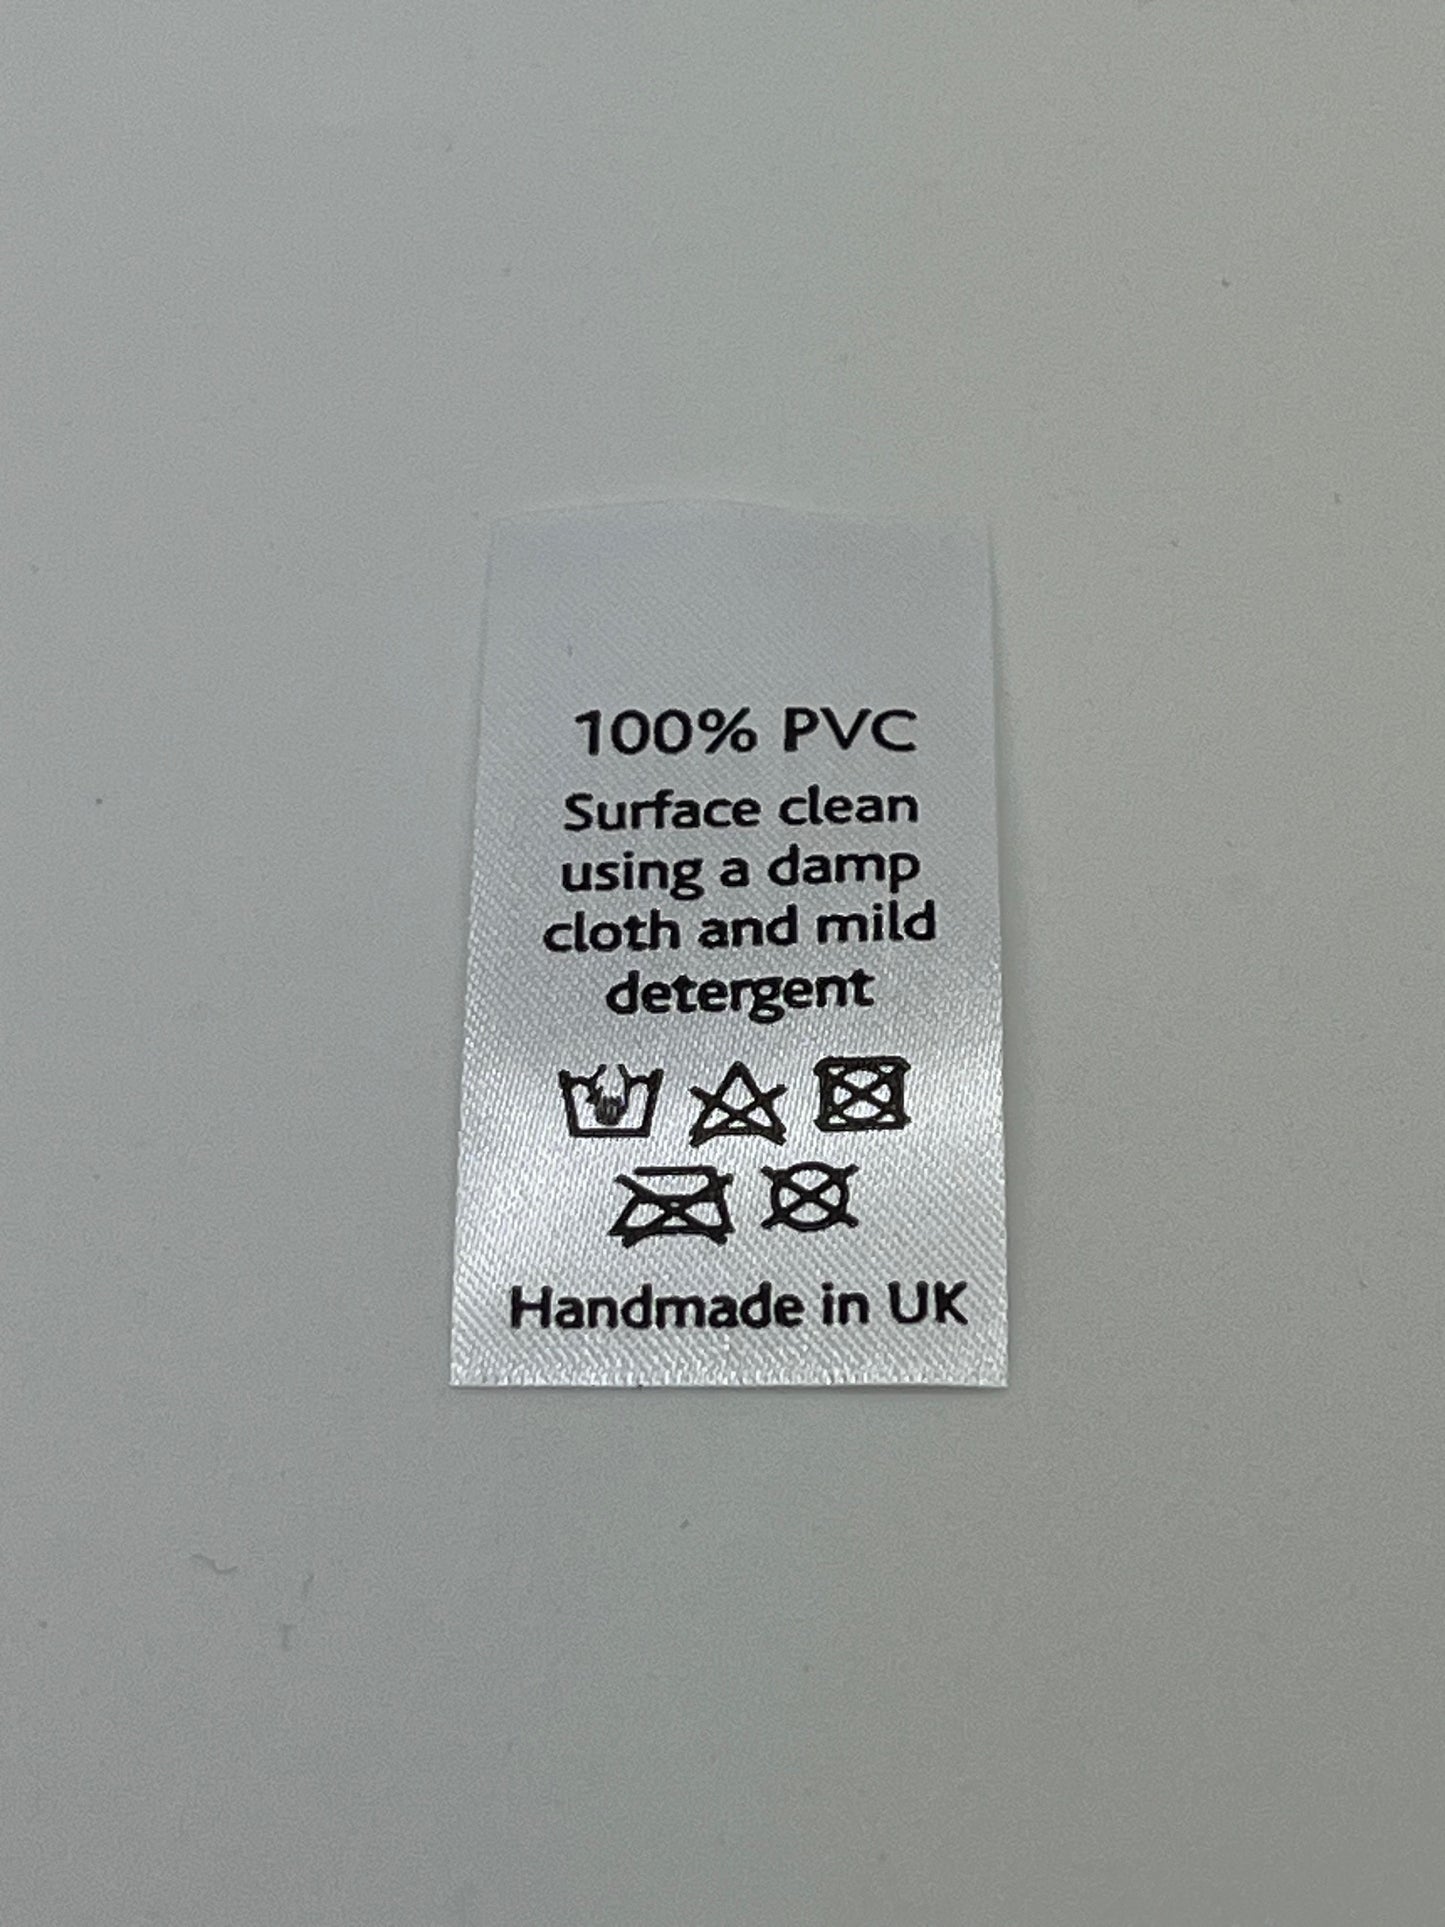 100% PVC
Surface clean
using a damp
cloth and mild
detergent
Handmade in UK